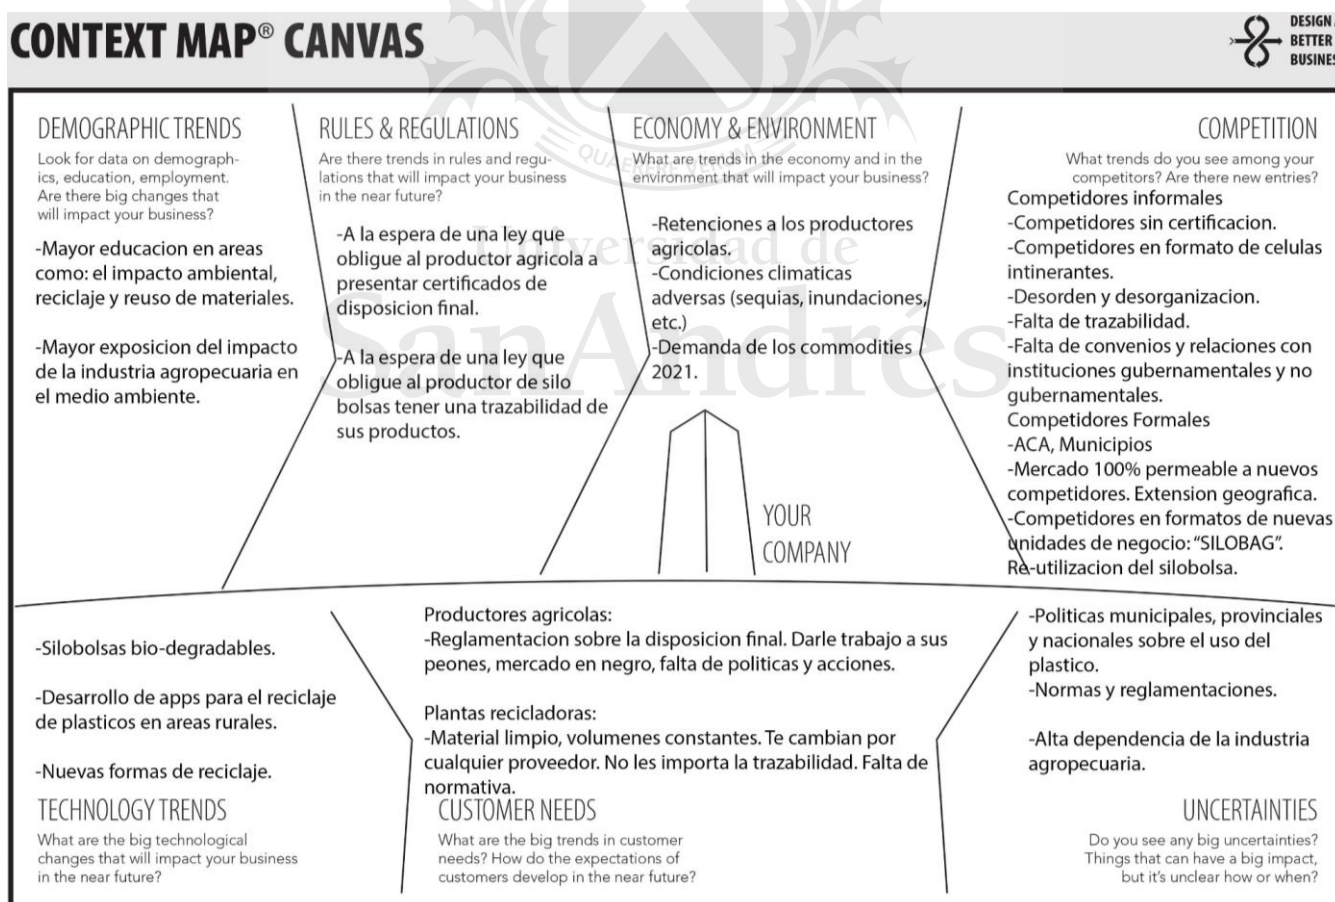 CONTEXT MAP® CANVAS
DESIGN A
BETTER
BUSINESS
DEMOGRAPHIC TRENDS
Look for data on demograph-
ics, education, employment.
Are there big changes that
will impact your business?
-Mayor educacion en areas
como: el impacto ambiental,
reciclaje y reuso de materiales.
-Mayor exposicion del impacto
de la industria agropecuaria en
el medio ambiente.
RULES & REGULATIONS
Are there trends in rules and regu-
lations that will impact your business
in the near future?
-A la espera de una ley que
obligue al productor agricola a
presentar certificados de
disposicion final.
-A la espera de una ley que
obligue al productor de silo
bolsas tener una trazabilidad de
sus productos.
ECONOMY & ENVIRONMENT
What are trends in the economy and in the
environment that will impact your business?
-Retenciones a los productores
agricolas.
-Condiciones climaticas
adversas (sequias, inundaciones,
etc.)
-Demanda de los commodities
2021.
COMPETITION
What trends do you see among your
competitors? Are there new entries?
Competidores informales
-Competidores sin certificacion.
-Competidores en formato de celulas
intinerantes.
-Desorden y desorganizacion.
-Falta de trazabilidad.
-Falta de convenios y relaciones con
instituciones gubernamentales y no
gubernamentales.
Competidores Formales
-ACA, Municipios
-Mercado 100% permeable a nuevos
competidores. Extension geografica.
-Competidores en formatos de nuevas
unidades de negocio: “SILOBAG”.
Re-utilizacion del silobolsa.
YOUR
COMPANY
QUAERERE VERUM
Universidad de
SanAndrés
-Silobolsas bio-degradables.
-Desarrollo de apps para el reciclaje
de plasticos en areas rurales.
-Nuevas formas de reciclaje.
TECHNOLOGY TRENDS
What are the big technological
changes that will impact your business
in the near future?
Productores agricolas:
-Reglamentacion sobre la disposicion final. Darle trabajo a sus
peones, mercado en negro, falta de politicas y acciones.
Plantas recicladoras:
-Material limpio, volumenes constantes. Te cambian por
cualquier proveedor. No les importa la trazabilidad. Falta de
normativa.
CUSTOMER NEEDS
What are the big trends in customer
needs? How do the expectations of
customers develop in the near future?
-Politicas municipales, provinciales
y nacionales sobre el uso del
plastico.
-Normas y reglamentaciones.
-Alta dependencia de la industria
agropecuaria.
UNCERTAINTIES
Do you see any big uncertainties?
Things that can have a big impact,
but it's unclear how or when?